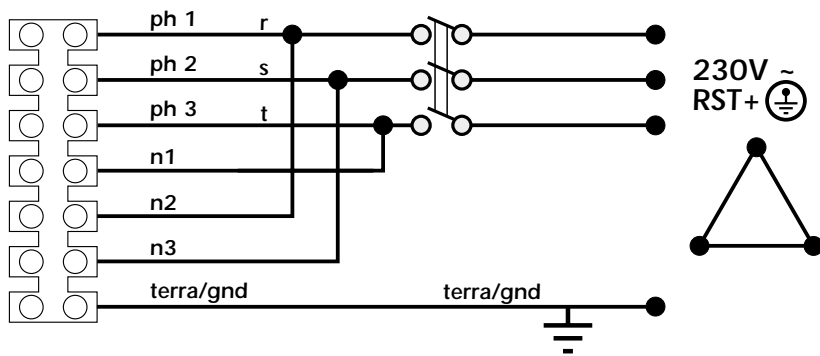 ph 1 r
ph 2 s
ph 3 t
n1
n2
n3
terra/gnd terra/gnd
230V ~
RST+